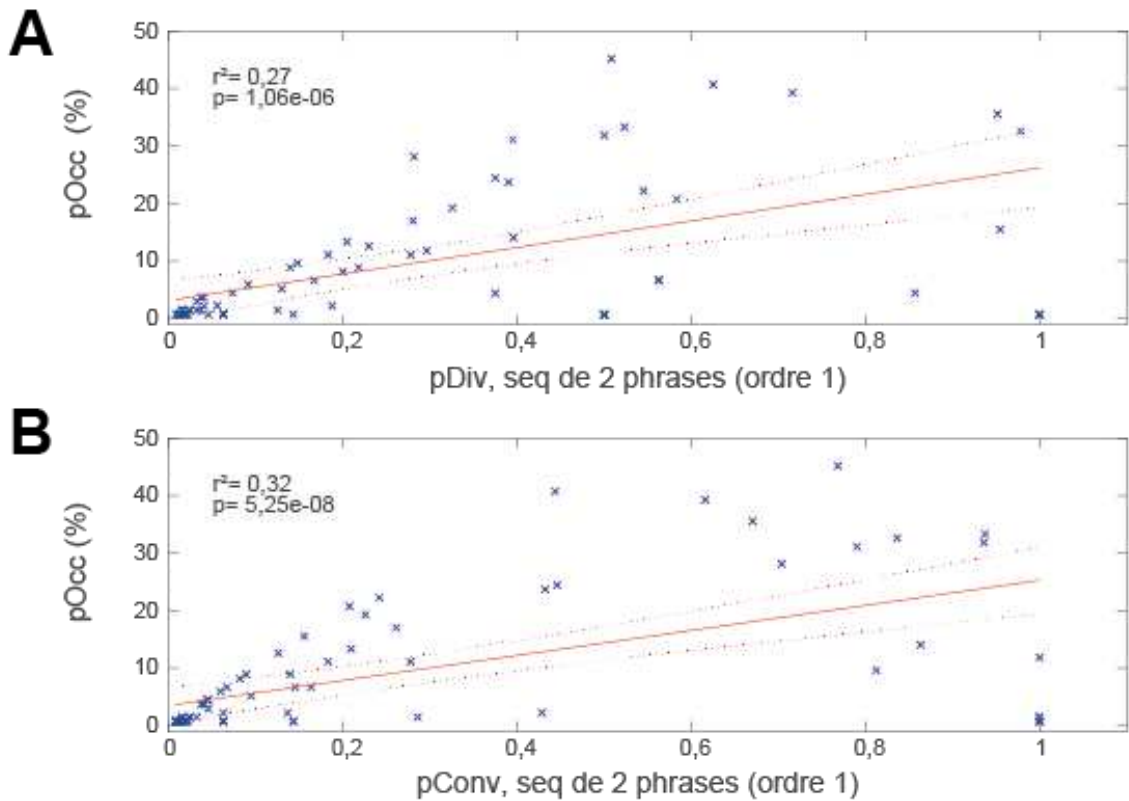 A
50
40
30
20
10
0
pOcc (%)
r²= 0,27
p= 1,06e-06
0 0,2 0,4 0,6 0,8 1
pDiv, seq de 2 phrases (ordre 1)
B
50
40
30
20
10
0
pOcc (%)
r²= 0,32
p= 5,25e-08
0 0,2 0,4 0,6 0,8 1
pConv, seq de 2 phrases (ordre 1)